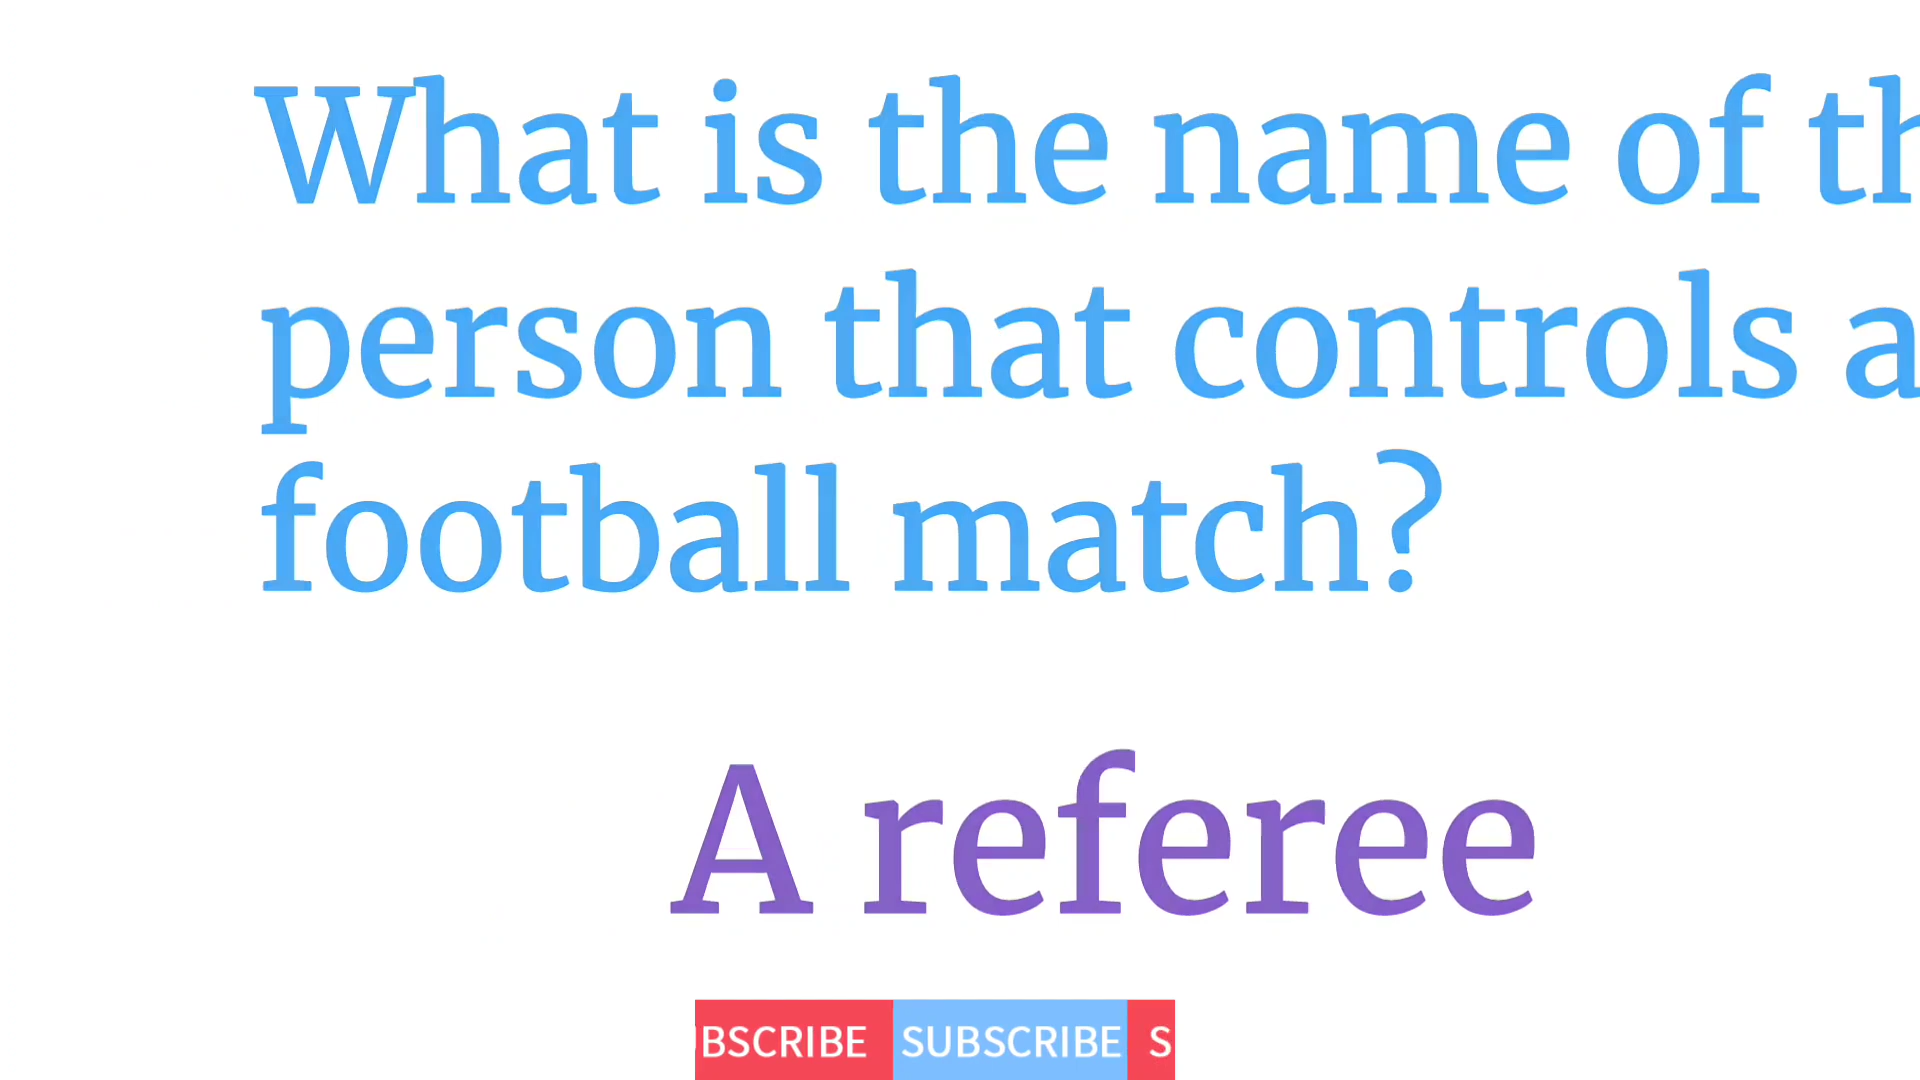 What is the name of th
person that controls a
football match?
A referee
BSCRIBE SUBSCRIBE S